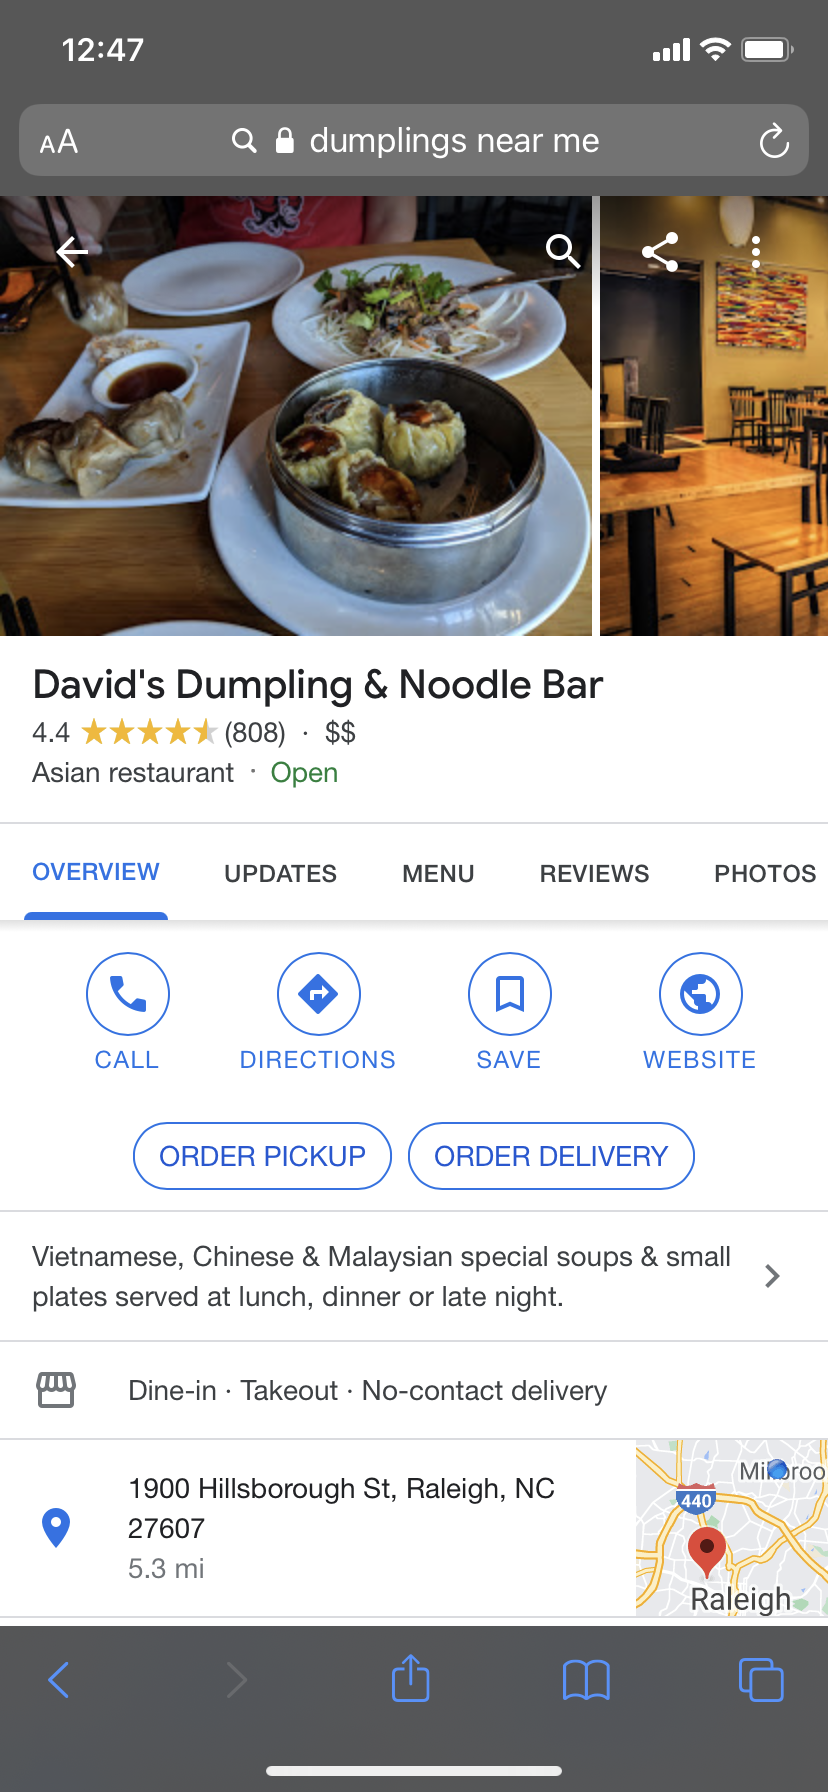 12:47
AA dumplings near me
David's Dumpling & Noodle Bar
4.4 (808) · $$
Asian restaurant · Open
OVERVIEW UPDATES MENU REVIEWS PHOTOS
CALL DIRECTIONS SAVE WEBSITE
ORDER PICKUP ORDER DELIVERY
Vietnamese, Chinese & Malaysian special soups & small
plates served at lunch, dinner or late night.
Dine-in · Takeout · No-contact delivery
1900 Hillsborough St, Raleigh, NC
27607
5.3 mi
440
Raleigh